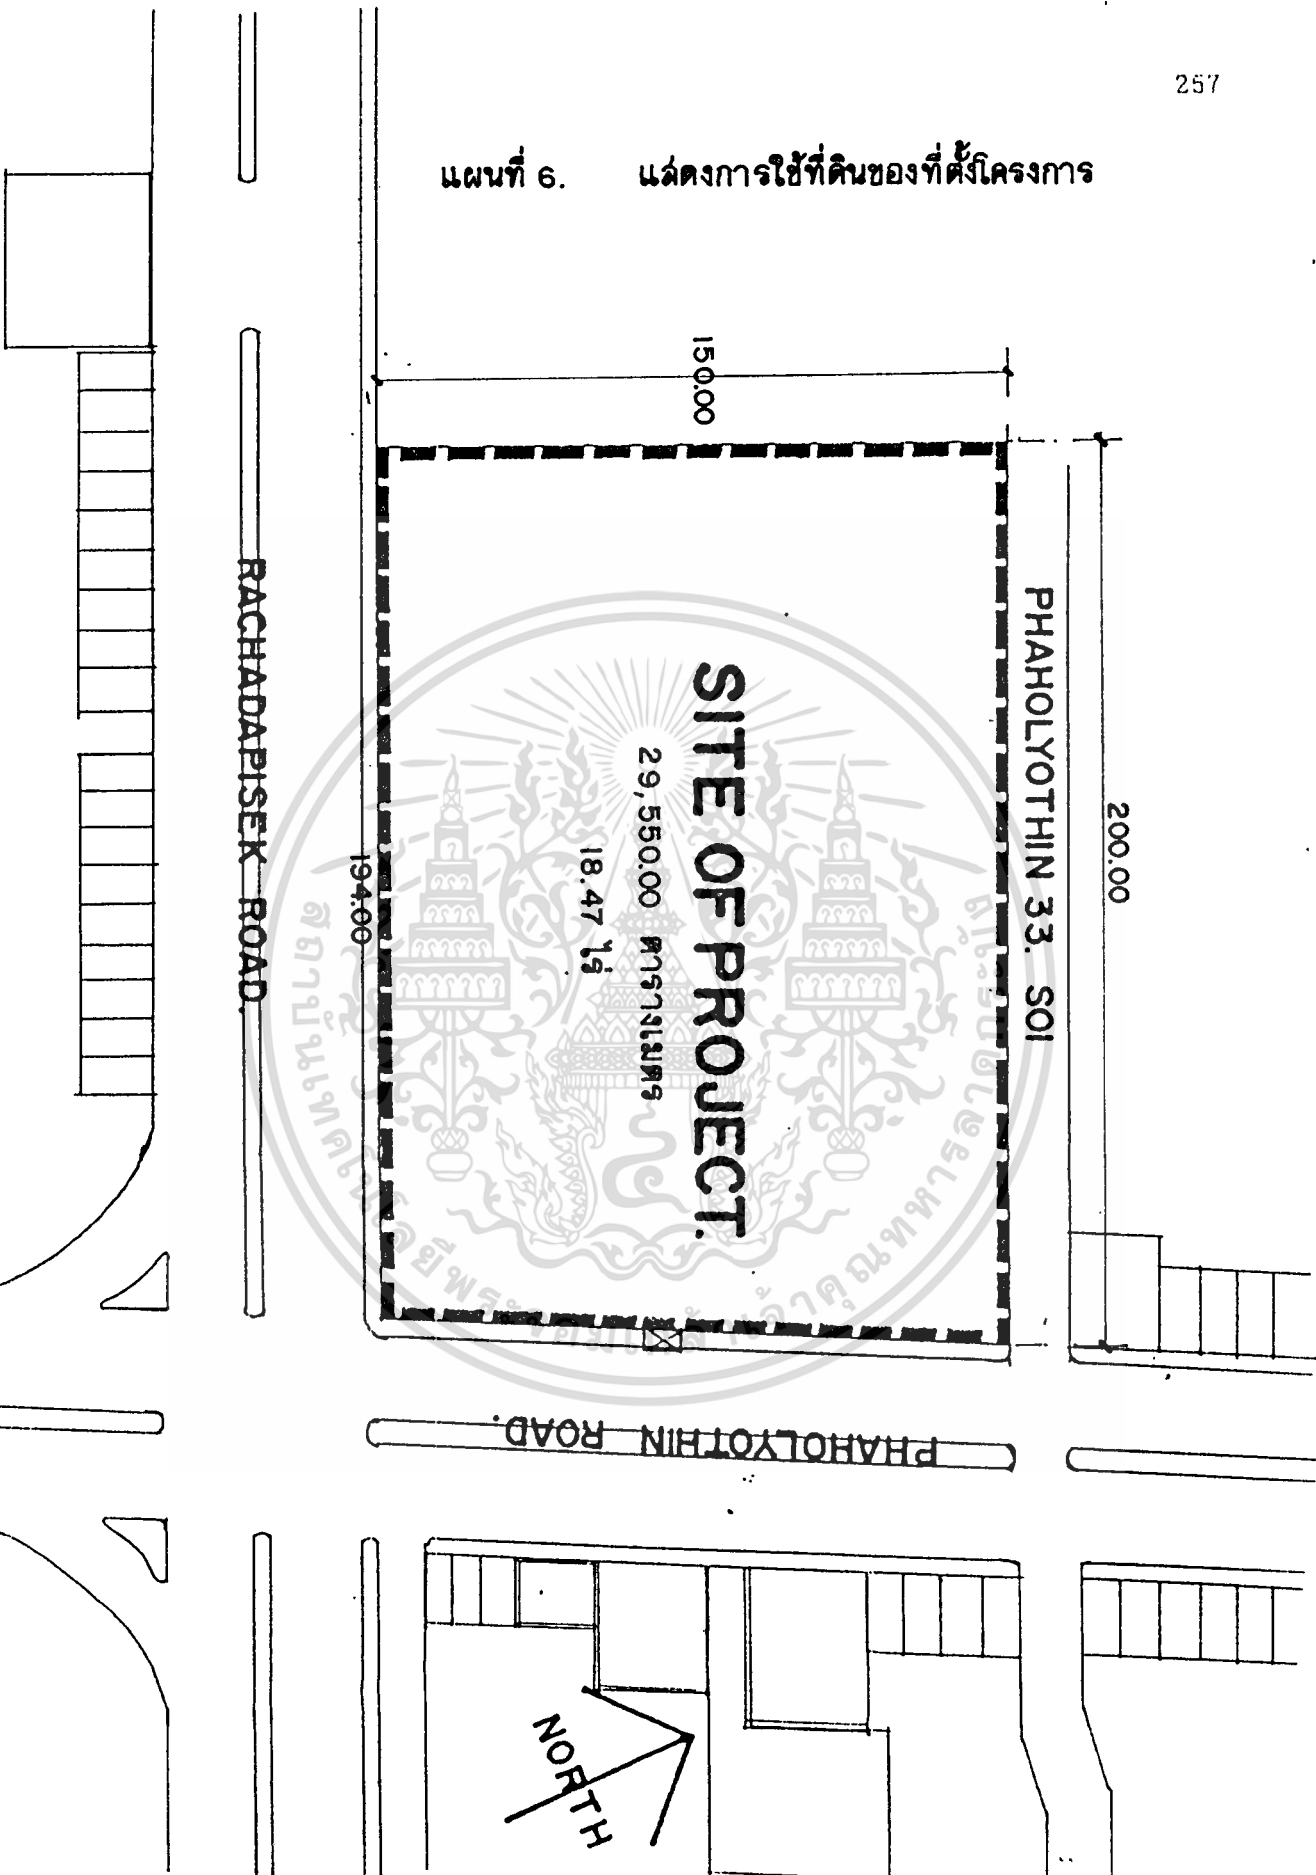 257
แผนที่ 6. แสดงการใช้ที่ดินของที่ตั้งโครงการ
150.00
200.00
PHAHOLYOTHIN 33. SOI
SITE OF PROJECT.
29,550.00 ตารางเมตร
18.47 ไร่
194.00
RACHADAPISEK ROAD.
PHAHOLYOTHIN ROAD.
NORTH